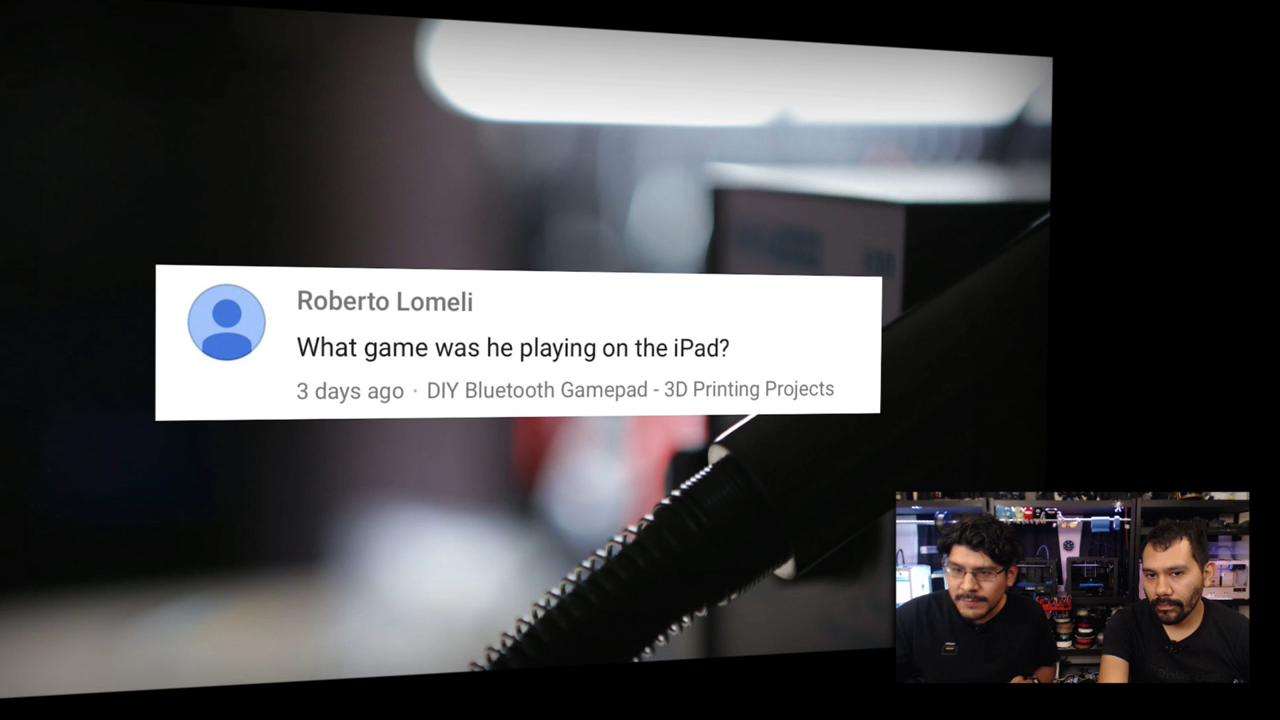 Roberto Lomeli
What game was he playing on the iPad?
3 days ago · DIY Bluetooth Gamepad - 3D Printing Projects